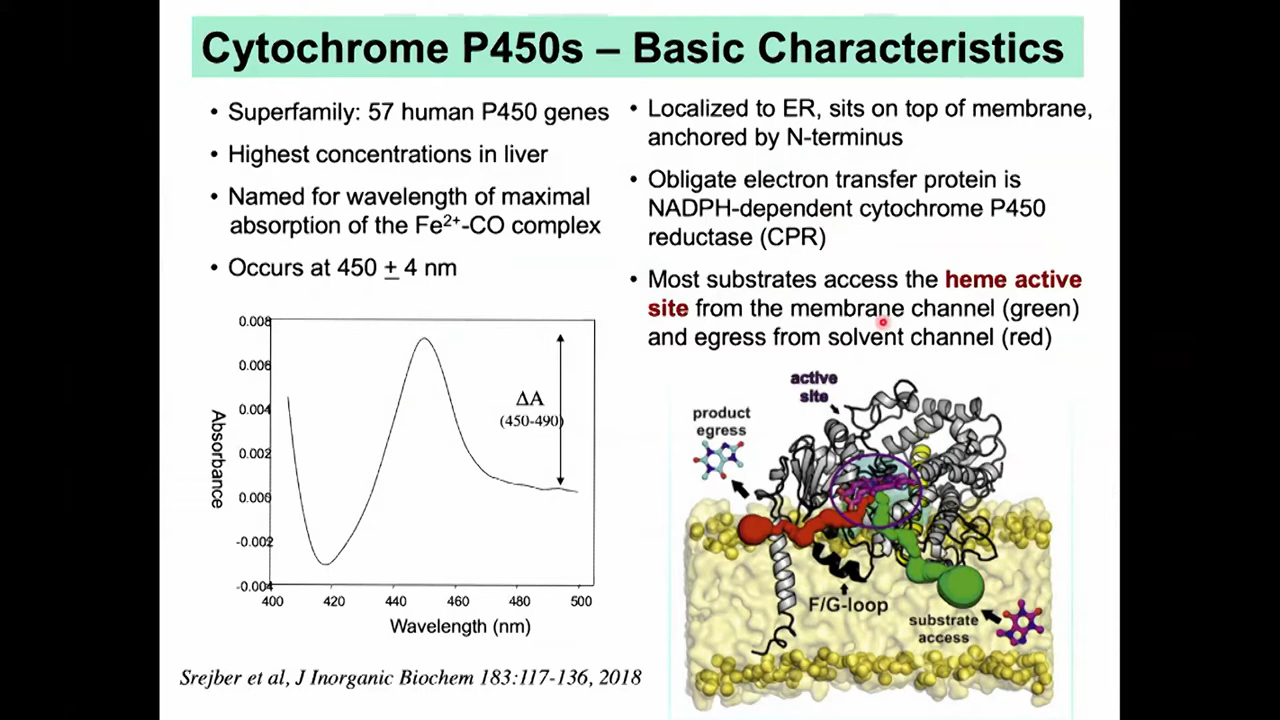 Cytochrome P450s – Basic Characteristics
• Superfamily: 57 human P450 genes
• Highest concentrations in liver
• Named for wavelength of maximal
absorption of the Fe2+-CO complex
• Occurs at 450 + 4 nm
• Localized to ER, sits on top of membrane,
anchored by N-terminus
• Obligate electron transfer protein is
NADPH-dependent cytochrome P450
reductase (CPR)
• Most substrates access the heme active
site from the membrane channel (green)
and egress from solvent channel (red)
0.008
0.006
0.004
0.002
0.000
-0.002
-0.004
Absorbance
ΔA
(450-490)
400 420 440 460 480 500
Wavelength (nm)
active
site
product
egress
F/G-loop
substrate
access
Srejber et al, J Inorganic Biochem 183:117-136, 2018